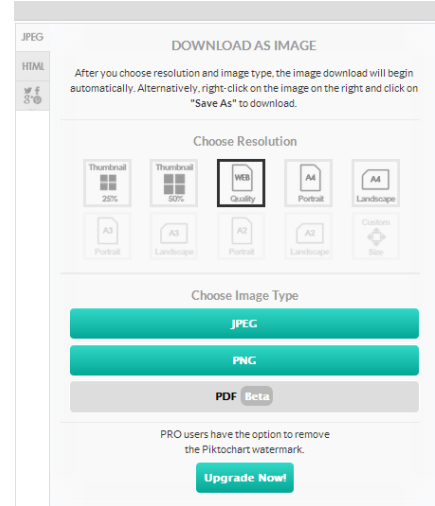 JPEG
HTML
DOWNLOAD AS IMAGE
After you choose resolution and image type, the image download will begin
automatically. Alternatively, right-click on the image on the right and click on
"Save As" to download.
Choose Resolution
Thumbnail
25%
Thumbnail
50%
WEB
Quality
A4
Portrait
A4
Landscape
A3
Portrait
A3
Landscape
A2
Portrait
A2
Landscape
Custom
Size
Choose Image Type
JPEG
PNG
PDF Beta
PRO users have the option to remove
the Piktochart watermark.
Upgrade Now!